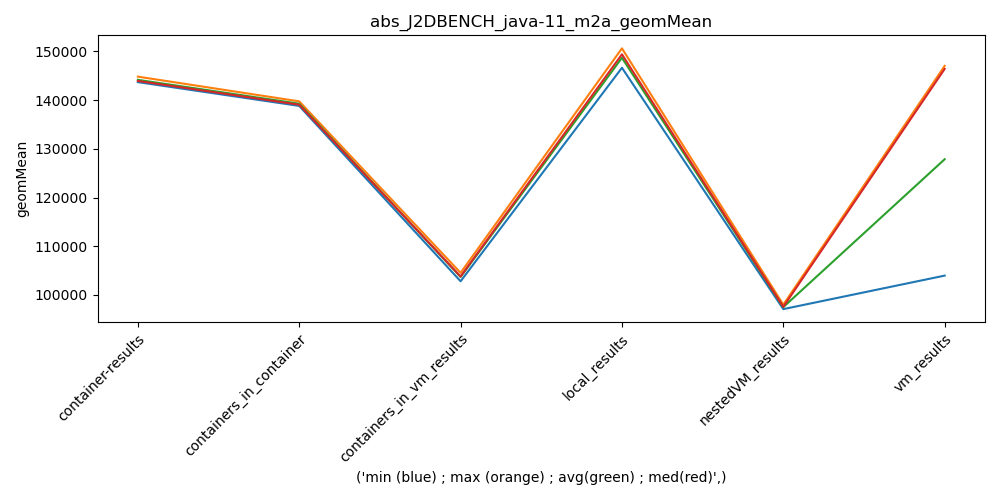 abs_J2DBENCH_java-11_m2a_geomMean
geomMean
150000
140000
130000
120000
110000
100000
container-results
containers_in_container
containers_in_vm_results
local_results
nestedVM_results
vm_results
('min (blue) ; max (orange) ; avg(green) ; med(red)',)